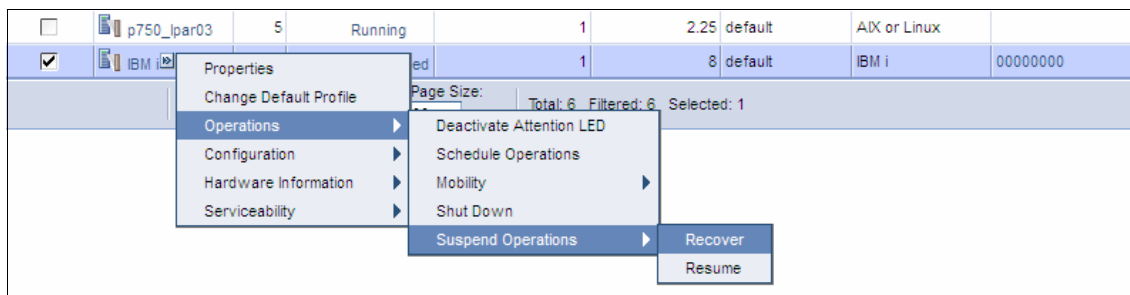 p750_lpar03 5 Running 1 2.25 default AIX or Linux
IBM i ed 1 8 default IBM i 00000000
Properties
Change Default Profile
Page Size:
Total: 6 Filtered: 6 Selected: 1
Operations
Deactivate Attention LED
Configuration
Schedule Operations
Hardware Information
Mobility
Serviceability
Shut Down
Suspend Operations
Recover
Resume